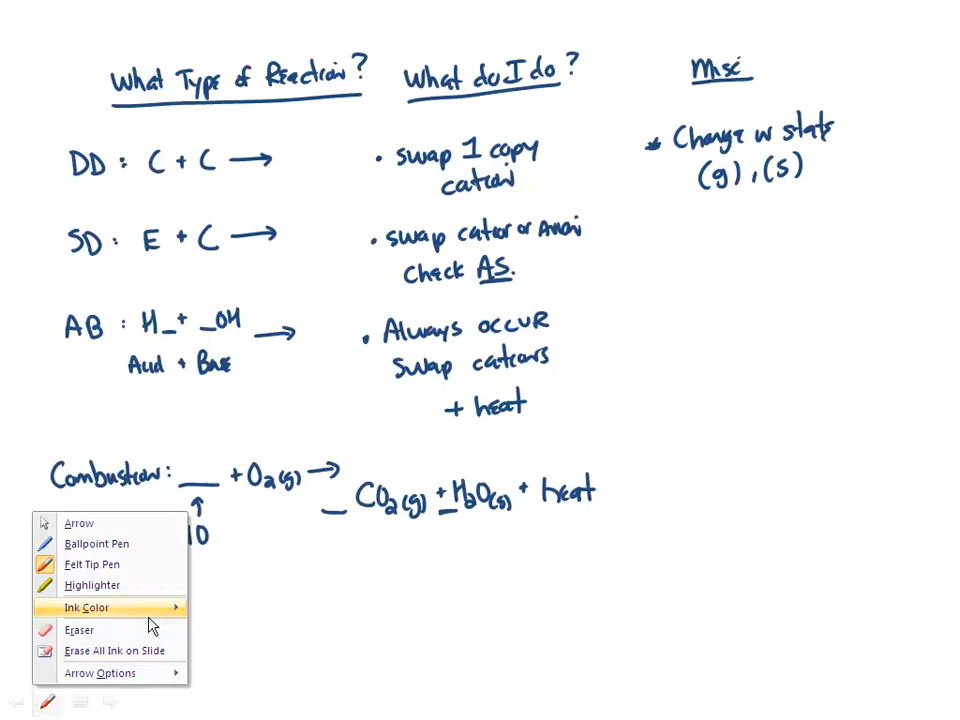 What Type of Reaction?
What do I do?
Misc
DD: C + C →
• swap 1 copy
cation
* Change w state
(g), (s)
SD: E + C →
• swap cation or Anion
Check AS.
AB: H_ + _OH →
Acid + Base
• Always occur
Swap cations
+ heat
Combustion: __ + O2(g) →
_ CO2(g) + _ H2O(g) + heat
Arrow
Ballpoint Pen
Felt Tip Pen
Highlighter
Ink Color
Eraser
Erase All Ink on Slide
Arrow Options